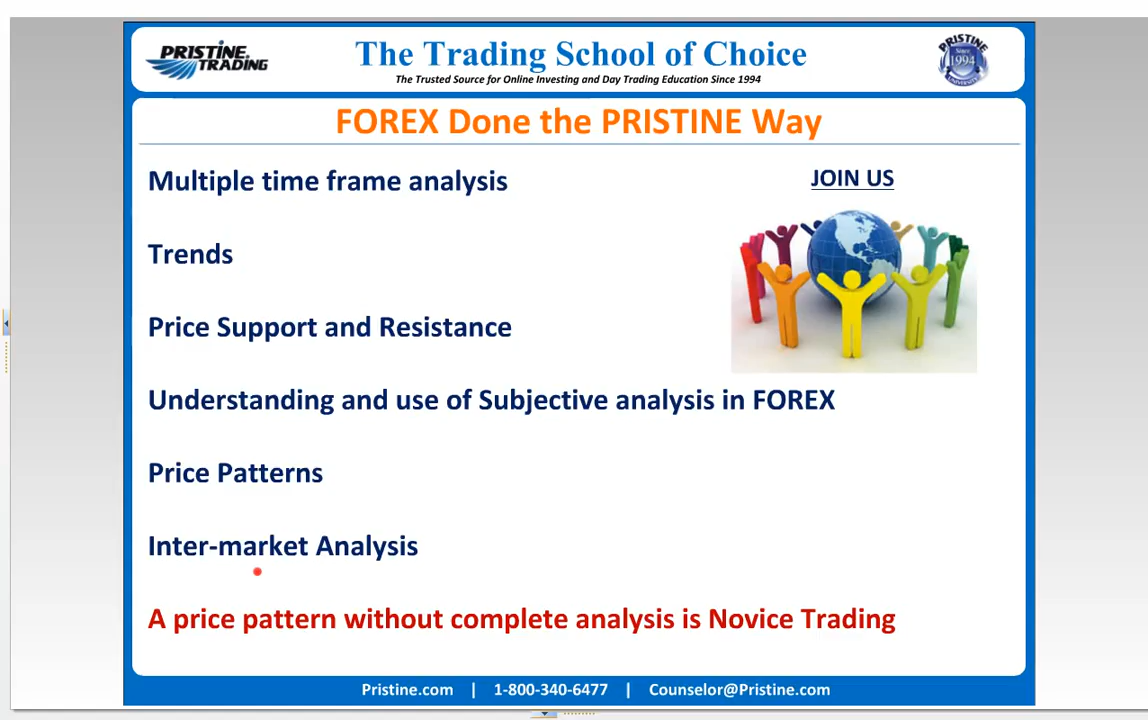 PRISTINE TRADING
The Trading School of Choice
The Trusted Source for Online Investing and Day Trading Education Since 1994
PRISTINE
Since
1994
UNIVERSITY
FOREX Done the PRISTINE Way
Multiple time frame analysis
JOIN US
Trends
Price Support and Resistance
Understanding and use of Subjective analysis in FOREX
Price Patterns
Inter-market Analysis
A price pattern without complete analysis is Novice Trading
Pristine.com | 1-800-340-6477 | Counselor@Pristine.com